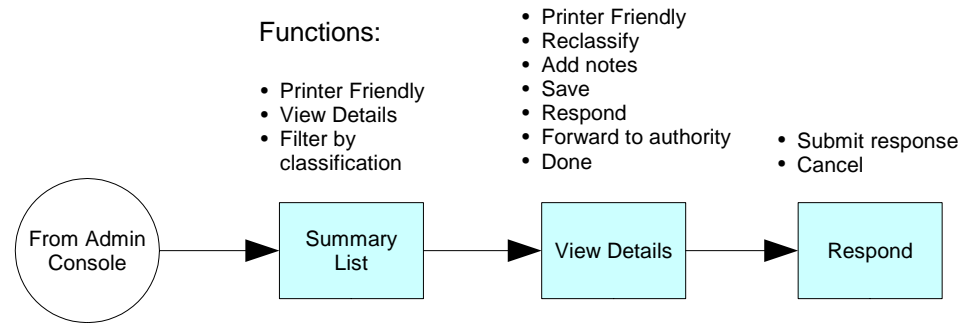 Functions:
• Printer Friendly
• View Details
• Filter by
classification
• Printer Friendly
• Reclassify
• Add notes
• Save
• Respond
• Forward to authority
• Done
• Submit response
• Cancel
From Admin
Console
Summary
List
View Details
Respond